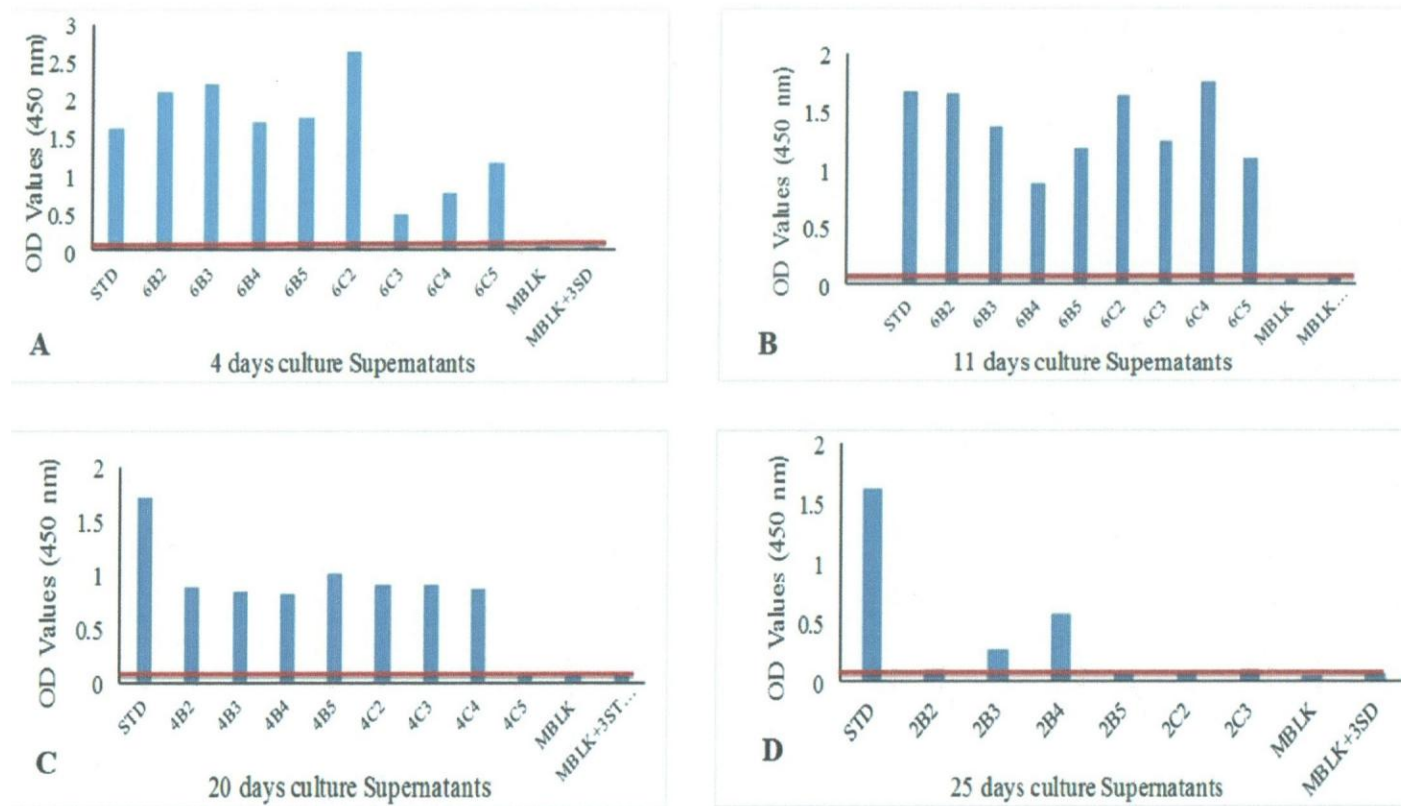 OD Values (450 nm)
3
2.5
2
1.5
1
0.5
0
STD
6B2
6B3
6B4
6B5
6C2
6C3
6C4
6C5
MBLK
MBLK+3SD
A
4 days culture Supernatants
OD Values (450 nm)
2
1.5
1
0.5
0
STD
6B2
6B3
6B4
6B5
6C2
6C3
6C4
6C5
MBLK
MBLK...
B
11 days culture Supernatants
OD Values (450 nm)
2
1.5
1
0.5
0
STD
4B2
4B3
4B4
4B5
4C2
4C3
4C4
4C5
MBLK
MBLK+3ST...
C
20 days culture Supernatants
OD Values (450 nm)
2
1.5
1
0.5
0
STD
2B2
2B3
2B4
2B5
2C2
2C3
MBLK
MBLK+3SD
D
25 days culture Supernatants